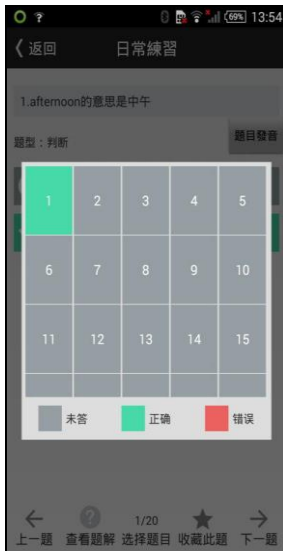 69% 13:54
返回 日常練習
1.afternoon的意思是中午
題型：判断 題目發音
1 2 3 4 5
6 7 8 9 10
11 12 13 14 15
未答 正确 错误
1/20
上一題 查看題解 选择題目 收藏此題 下一題